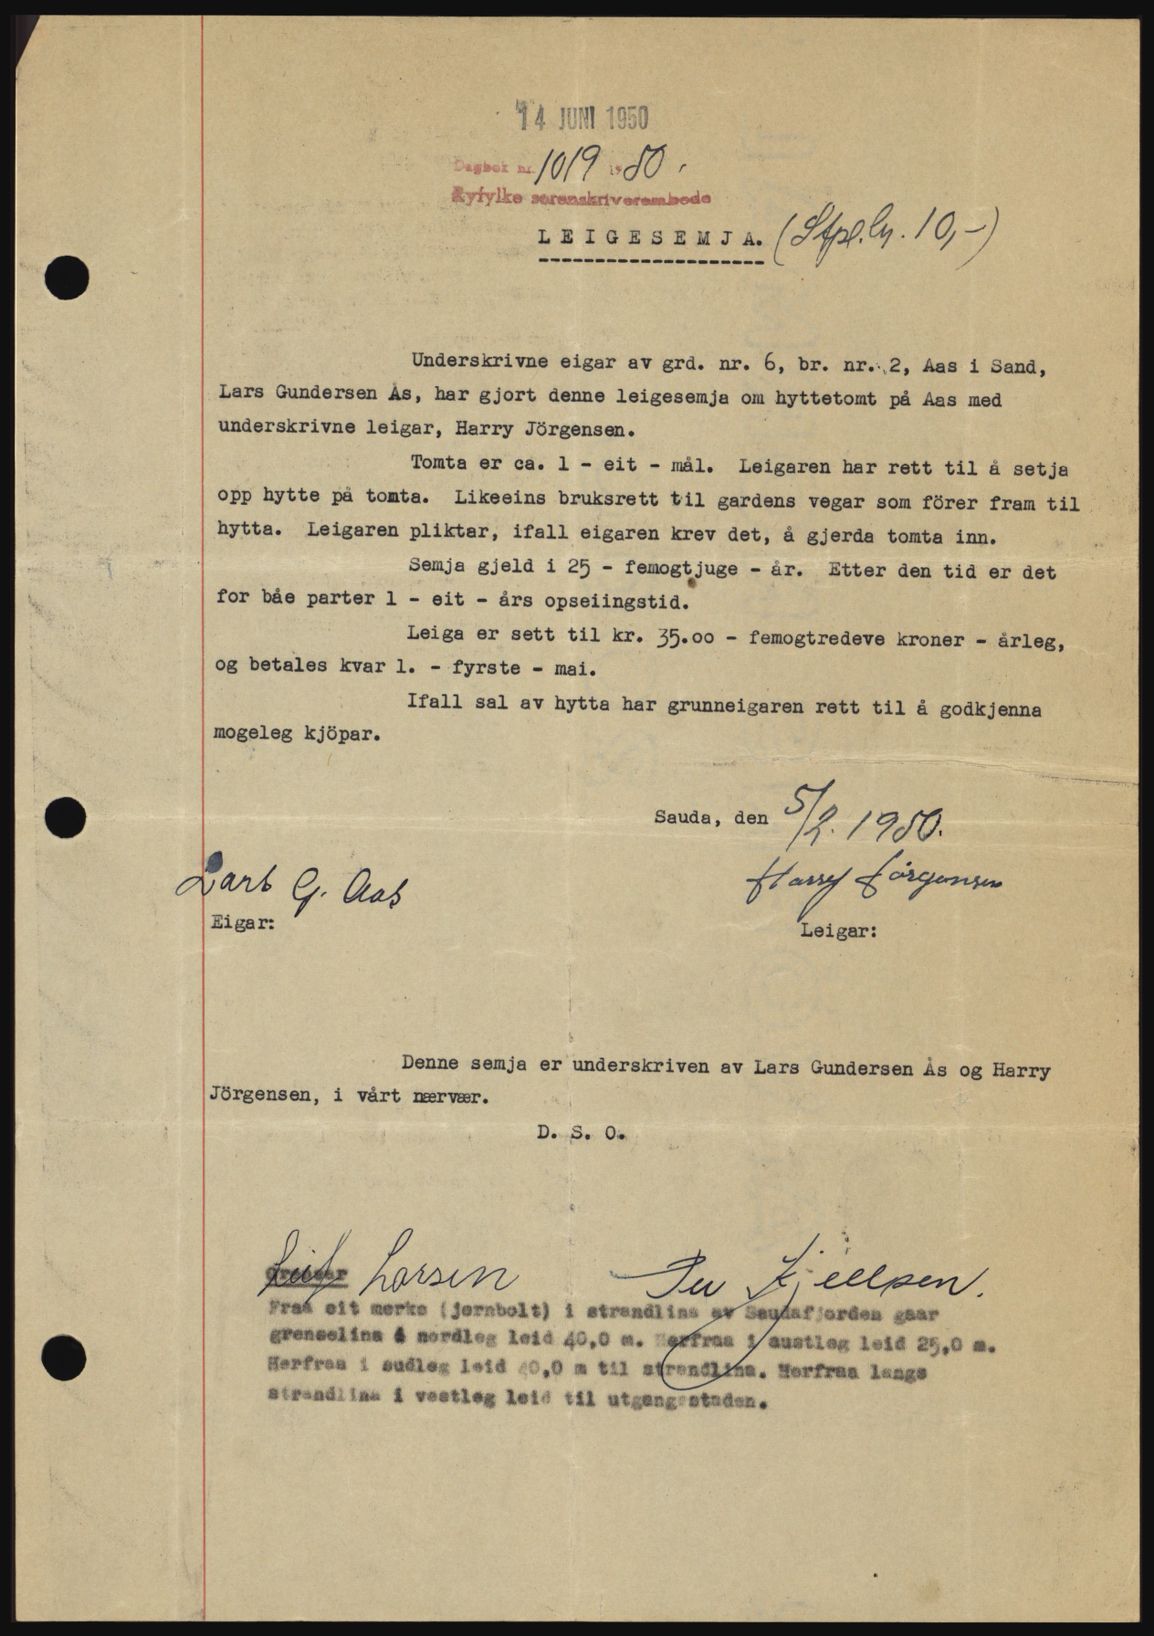 14 JUNI 1950
Dagbok nr. 1019 1950.
Ryfylke sorenskriverembede
LEIGESEMJA. (Stpl. kr. 10,-)
Underskrivne eigar av grd. nr. 6, br. nr. 2, Aas i Sand,
Lars Gundersen Ås, har gjort denne leigesemja om hyttetomt på Aas med
underskrivne leigar, Harry Jörgensen.
Tomta er ca. 1 - eit - mål. Leigaren har rett til å setja
opp hytte på tomta. Likeeins bruksrett til gardens vegar som förer fram til
hytta. Leigaren pliktar, ifall eigaren krev det, å gjerda tomta inn.
Semja gjeld i 25 - femogtjuge - år. Etter den tid er det
for båe parter 1 - eit - års opseiingstid.
Leiga er sett til kr. 35.oo - femogtredeve kroner - årleg,
og betales kvar 1. - fyrste - mai.
Ifall sal av hytta har grunneigaren rett til å godkjenna
mogeleg kjöpar.
Sauda, den 5/2. 1950.
Lars G. Aas
Harry Jörgensen
Eigar:
Leigar:
Denne semja er underskriven av Lars Gundersen Ås og Harry
Jörgensen, i vårt nærvær.
D. S. O.
Leif Larsen Per Kjellsen.
Grenser
Fraa eit merke (jernbolt) i strandlina av Saudafjorden gaar
grenselina i nordleg leid 40,0 m. Herfraa i austleg leid 25,0 m.
Herfraa i sudleg leid 40,0 m til strandlina. Herfraa langs
strandlina i vestleg leid til utgangsstaden.